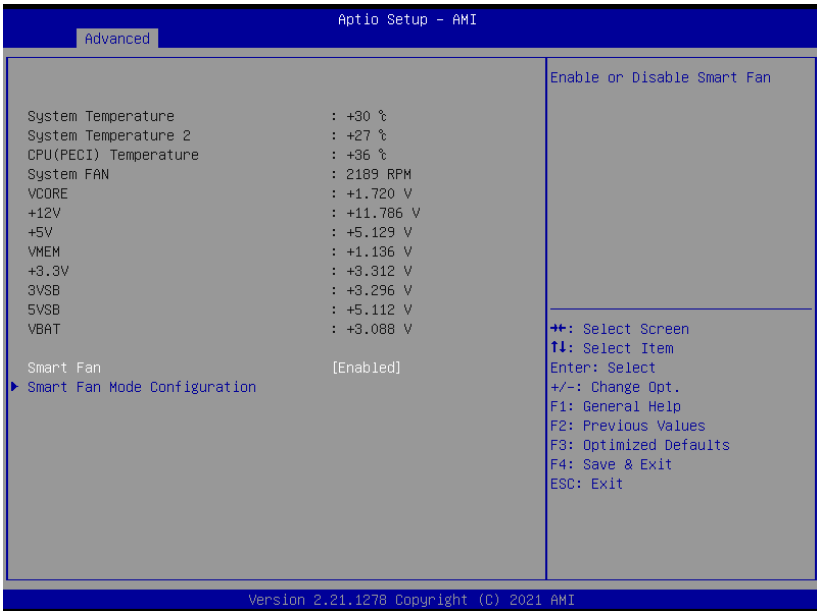 Aptio Setup – AMI
Advanced
System Temperature : +30 ℃
System Temperature 2 : +27 ℃
CPU(PECI) Temperature : +36 ℃
System FAN : 2189 RPM
VCORE : +1.720 V
+12V : +11.786 V
+5V : +5.129 V
VMEM : +1.136 V
+3.3V : +3.312 V
3VSB : +3.296 V
5VSB : +5.112 V
VBAT : +3.088 V
Smart Fan [Enabled]
Smart Fan Mode Configuration
Enable or Disable Smart Fan
→←: Select Screen
↑↓: Select Item
Enter: Select
+/-: Change Opt.
F1: General Help
F2: Previous Values
F3: Optimized Defaults
F4: Save & Exit
ESC: Exit
Version 2.21.1278 Copyright (C) 2021 AMI